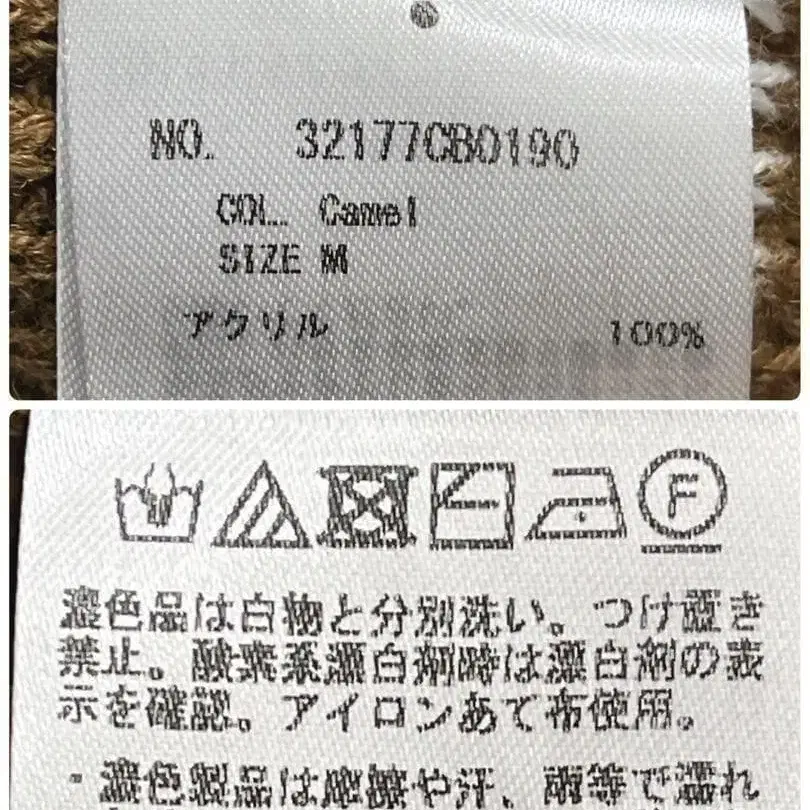 NO. 32177CB0190
COL. Camel
SIZE M
アクリル 100%
F
濃色品は白物と分別洗い。つけ置き
禁止。酸素系漂白剤時は漂白剤の表
示を確認。アイロンあて布使用。
・濃色製品は摩擦や汗、雨等で濡れ